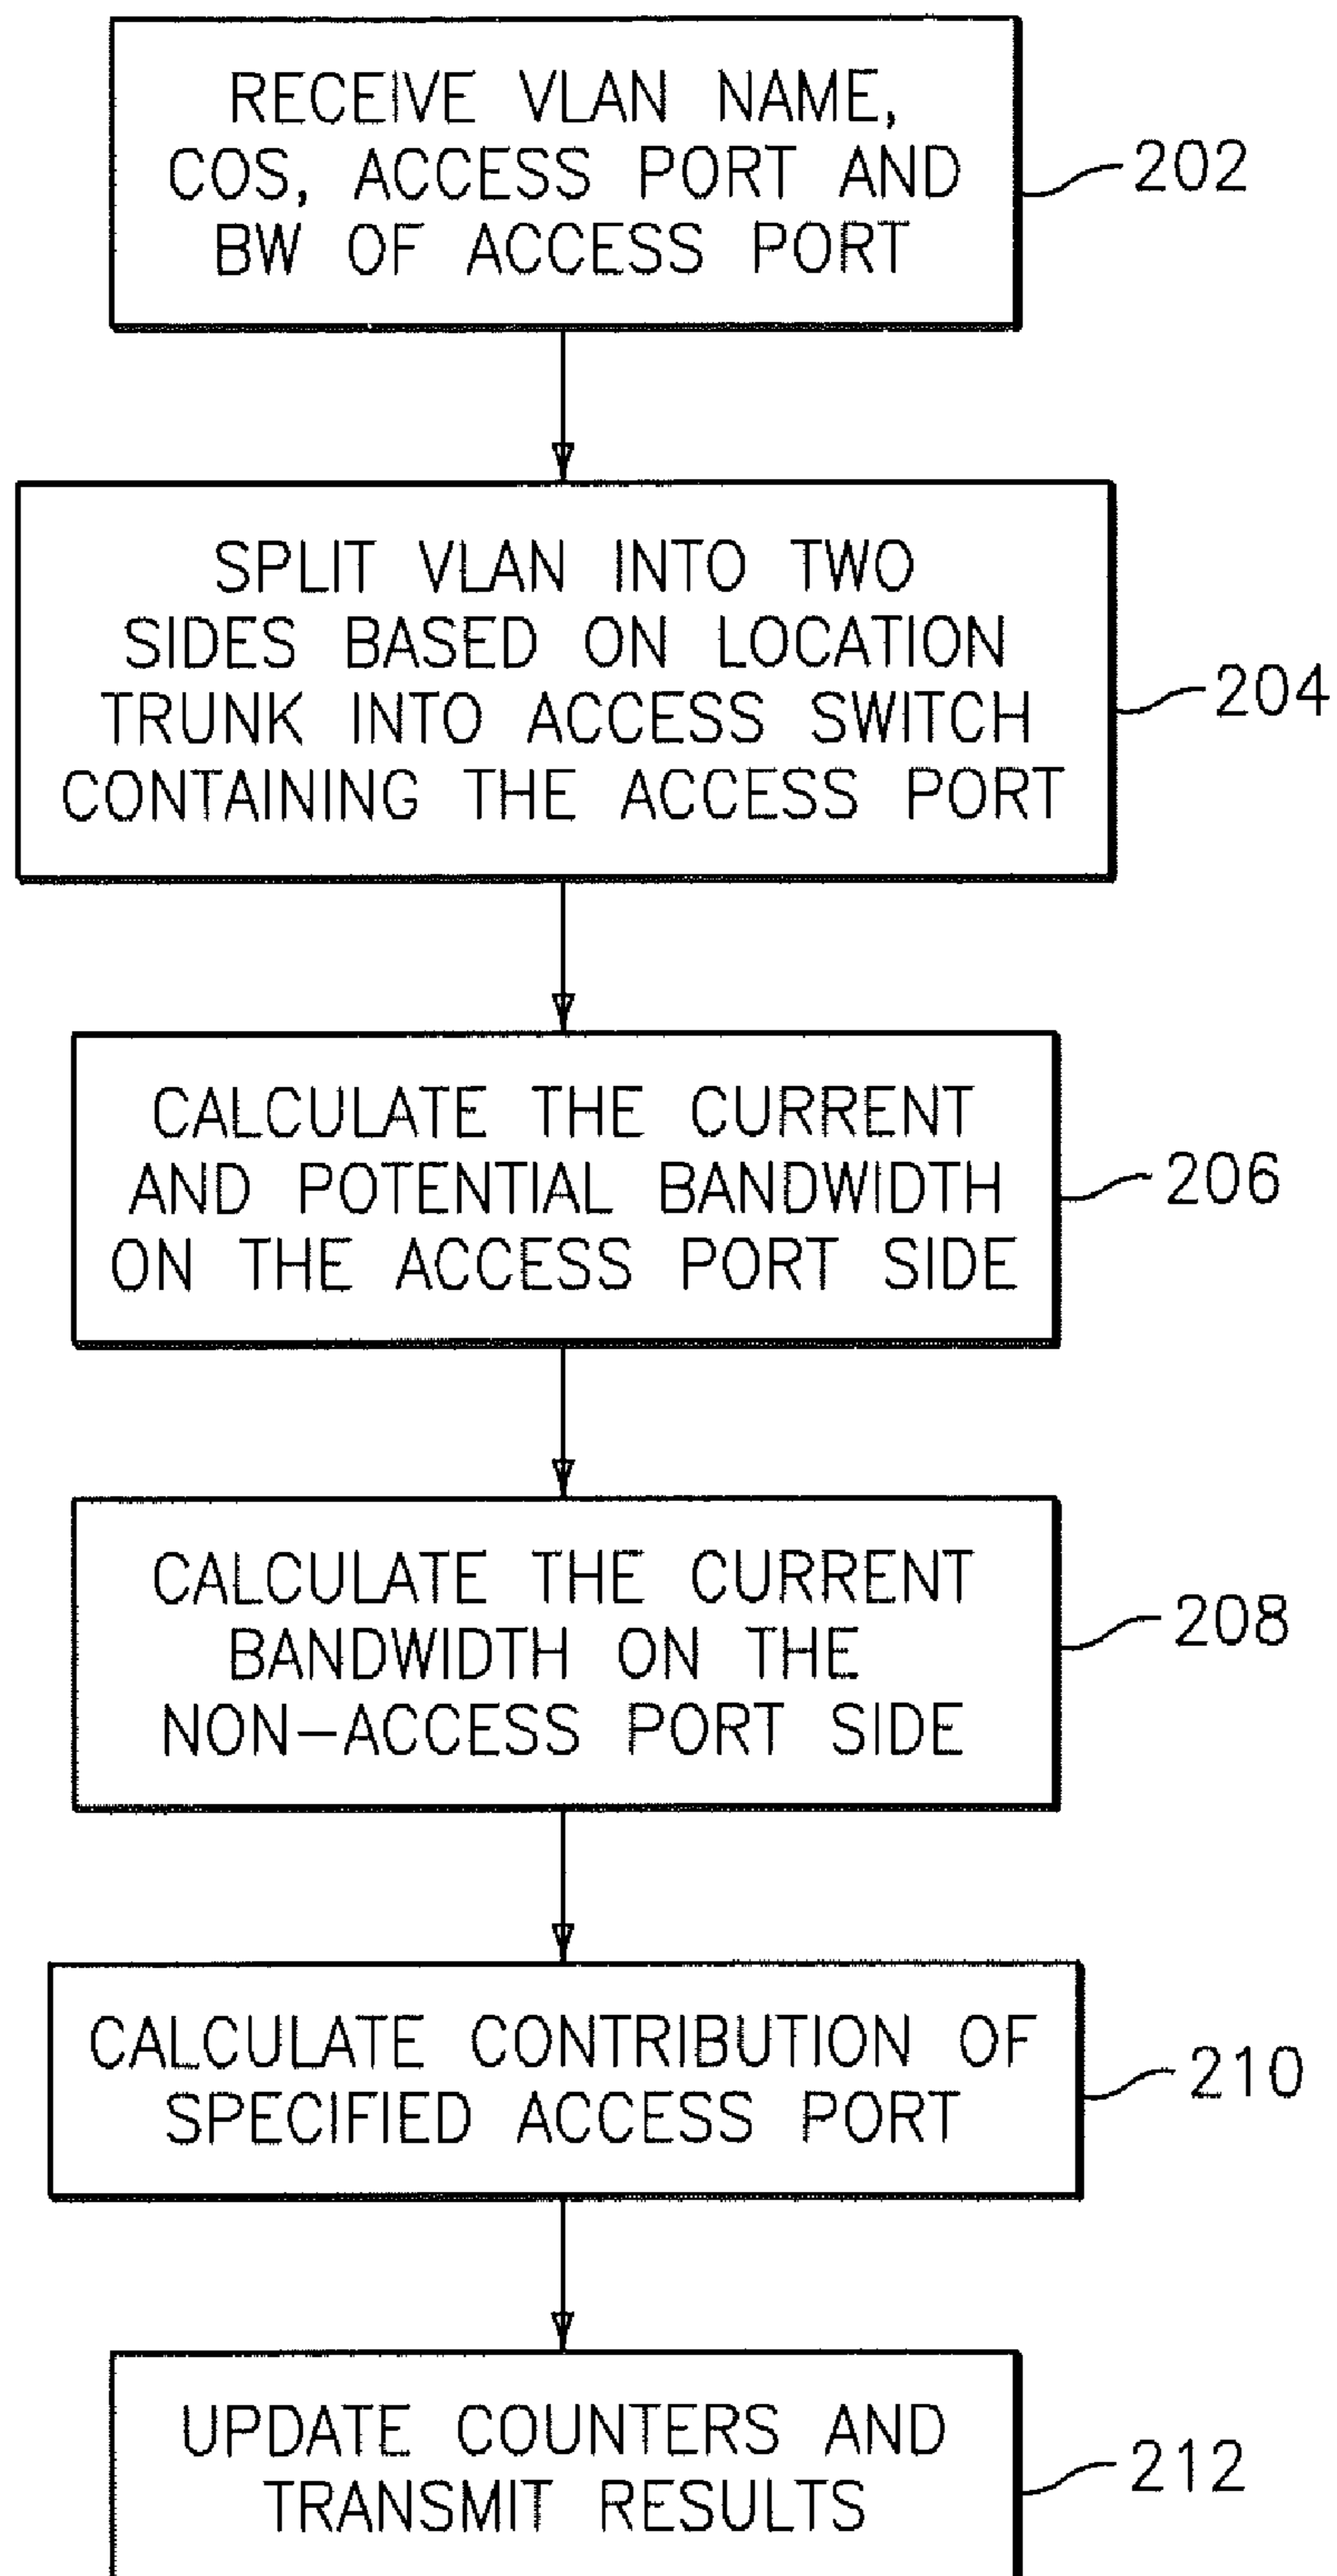 RECEIVE VLAN NAME,
COS, ACCESS PORT AND
BW OF ACCESS PORT
202
SPLIT VLAN INTO TWO
SIDES BASED ON LOCATION
TRUNK INTO ACCESS SWITCH
CONTAINING THE ACCESS PORT
204
CALCULATE THE CURRENT
AND POTENTIAL BANDWIDTH
ON THE ACCESS PORT SIDE
206
CALCULATE THE CURRENT
BANDWIDTH ON THE
NON-ACCESS PORT SIDE
208
CALCULATE CONTRIBUTION OF
SPECIFIED ACCESS PORT
210
UPDATE COUNTERS AND
TRANSMIT RESULTS
212